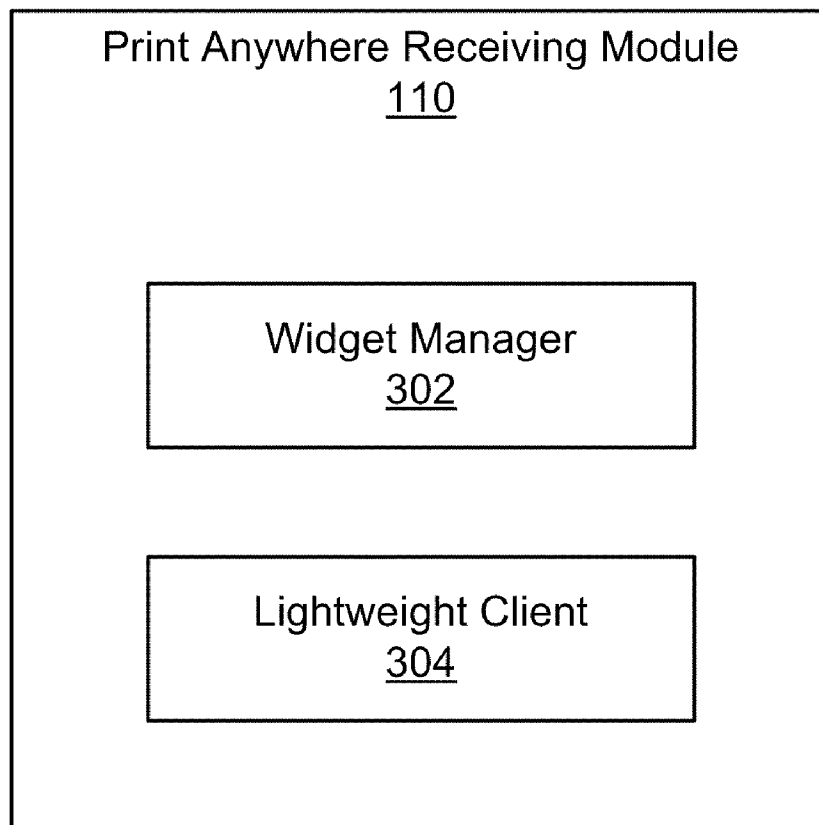 Print Anywhere Receiving Module
110
Widget Manager
302
Lightweight Client
304